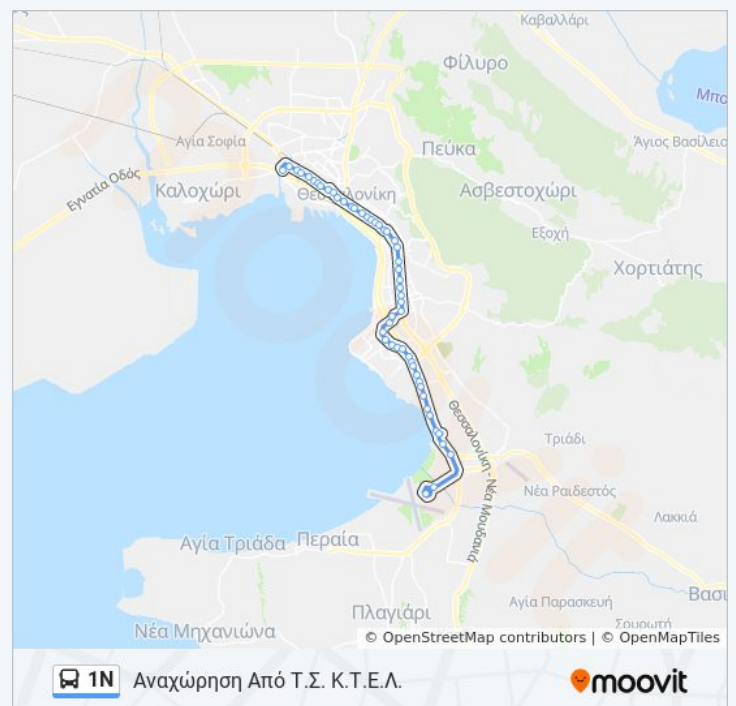 Καβαλλάρι
Φίλυρο
Μπο
Αγία Σοφία
Πεύκα
Άγιος Βασίλειο
Εγνατία Οδός
Καλοχώρι
Θεσσαλονίκη
Ασβεστοχώρι
Εξοχή
Χορτιάτης
Θεσσαλονίκη - Νέα Μουδανιά
Τριάδι
Νέα Ραιδεστός
Λακκιά
Αγία Τριάδα
Περαία
Πλαγιάρι
Αγία Παρασκευή
Βασι
Σουρωτή
Νέα Μηχανιώνα
© OpenStreetMap contributors | © OpenMapTiles
1N Αναχώρηση Από Τ.Σ. Κ.Τ.Ε.Λ.
moovit